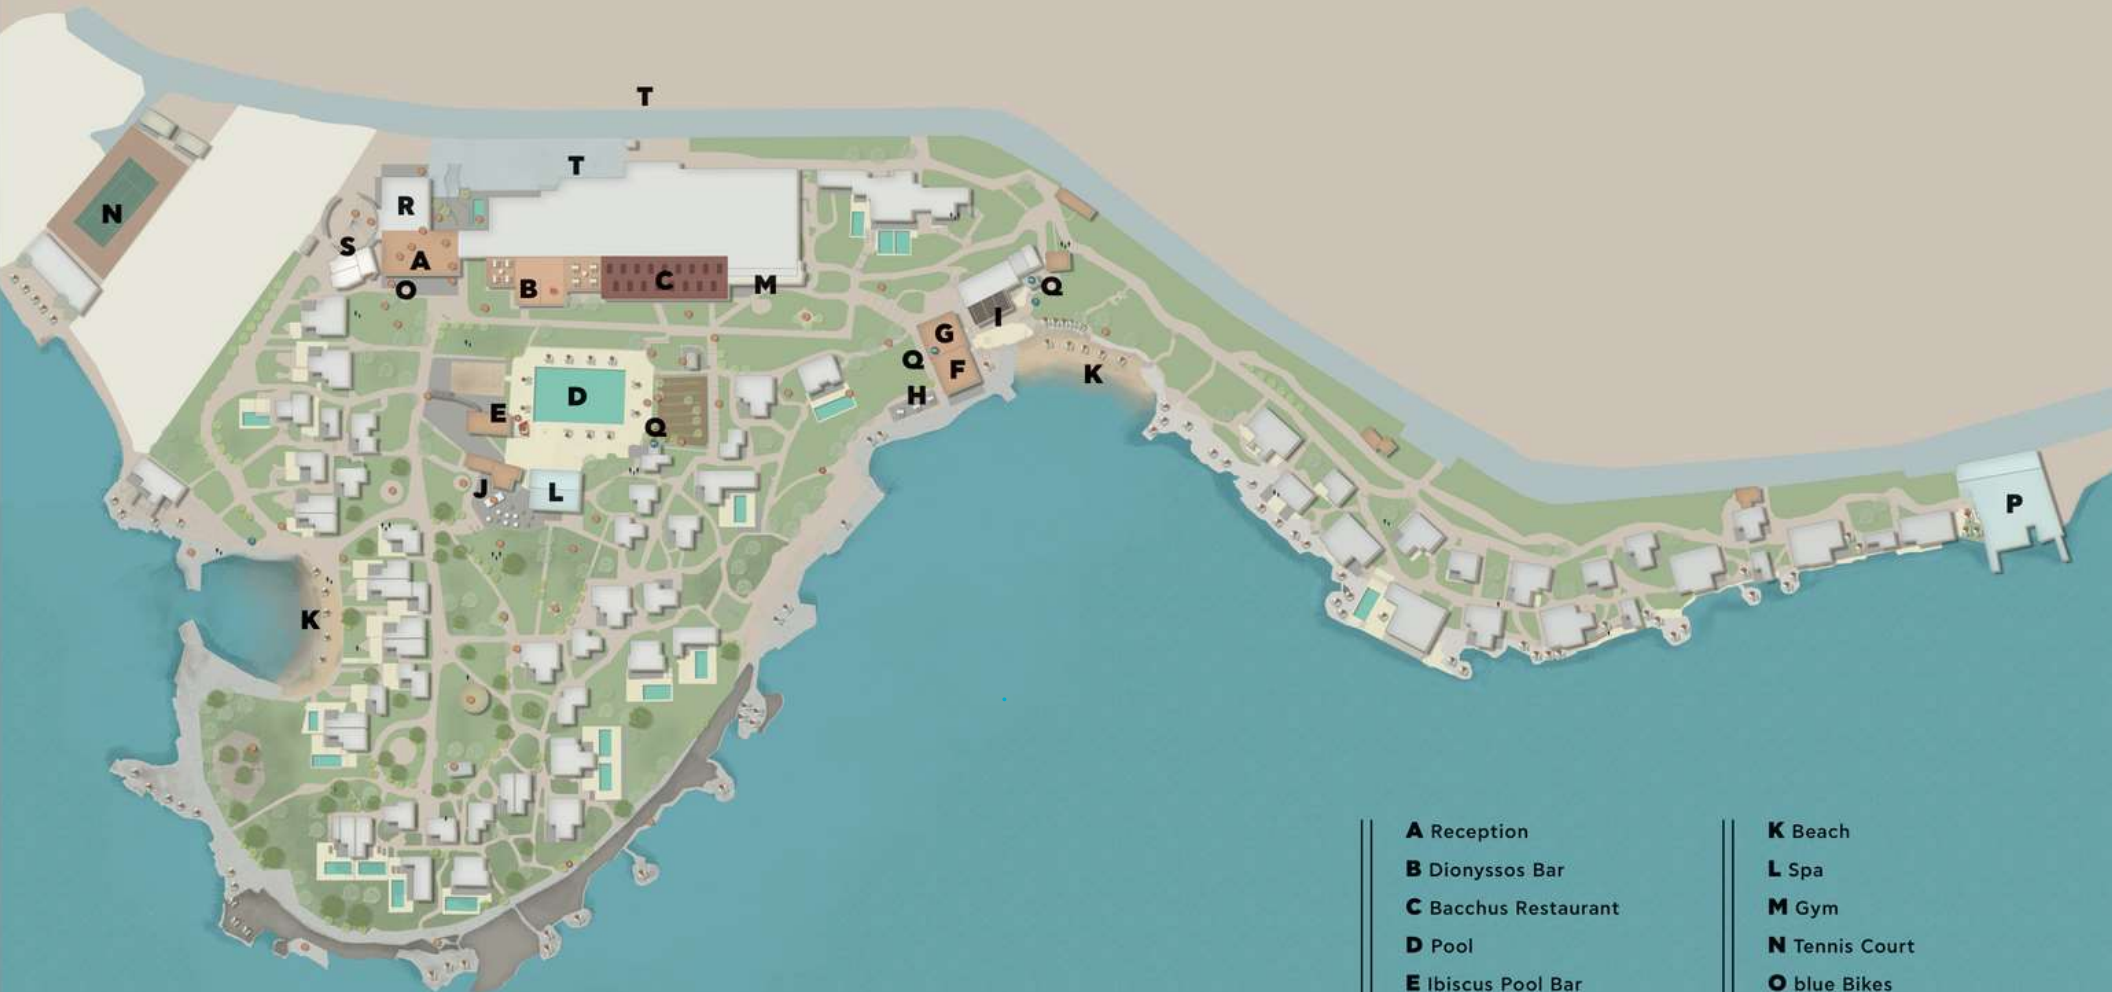 T
T
N
R
S
A
O
B
C
M
Q
I
G
Q
F
K
H
D
E
Q
J
L
P
K
A Reception
B Dionyssos Bar
C Bacchus Restaurant
D Pool
E Ibiscus Pool Bar
K Beach
L Spa
M Gym
N Tennis Court
O blue Bikes